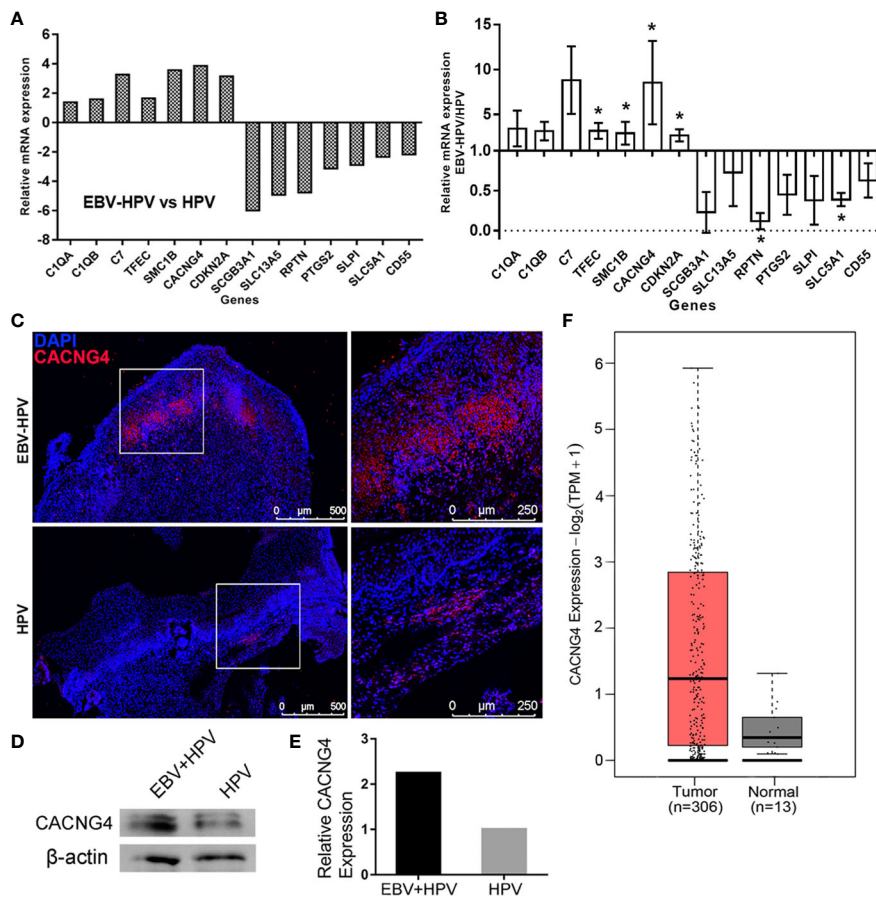 A
Relative mRNA expression
6
4
2
0
-2
-4
-6
-8
EBV-HPV vs HPV
C1QA
C1QB
C7
TFEC
SMC1B
CACNG4
CDKN2A
SCGB3A1
SLC13A5
RPTN
PTGS2
SLPI
SLC5A1
CD55
Genes
B
Relative mRNA expression
EBV-HPV/HPV
15
10
5
1.0
0.5
0.0
* * * * * *
C1QA
C1QB
C7
TFEC
SMC1B
CACNG4
CDKN2A
SCGB3A1
SLC13A5
RPTN
PTGS2
SLPI
SLC5A1
CD55
Genes
C
DAPI
CACNG4
EBV-HPV
0 µm 500
0 µm 250
HPV
0 µm 500
0 µm 250
D
EBV+HPV
HPV
CACNG4
β-actin
E
Relative CACNG4
Expression
3
2
1
0
EBV+HPV
HPV
F
CACNG4 Expression – log₂(TPM + 1)
6
5
4
3
2
1
0
Tumor
(n=306)
Normal
(n=13)